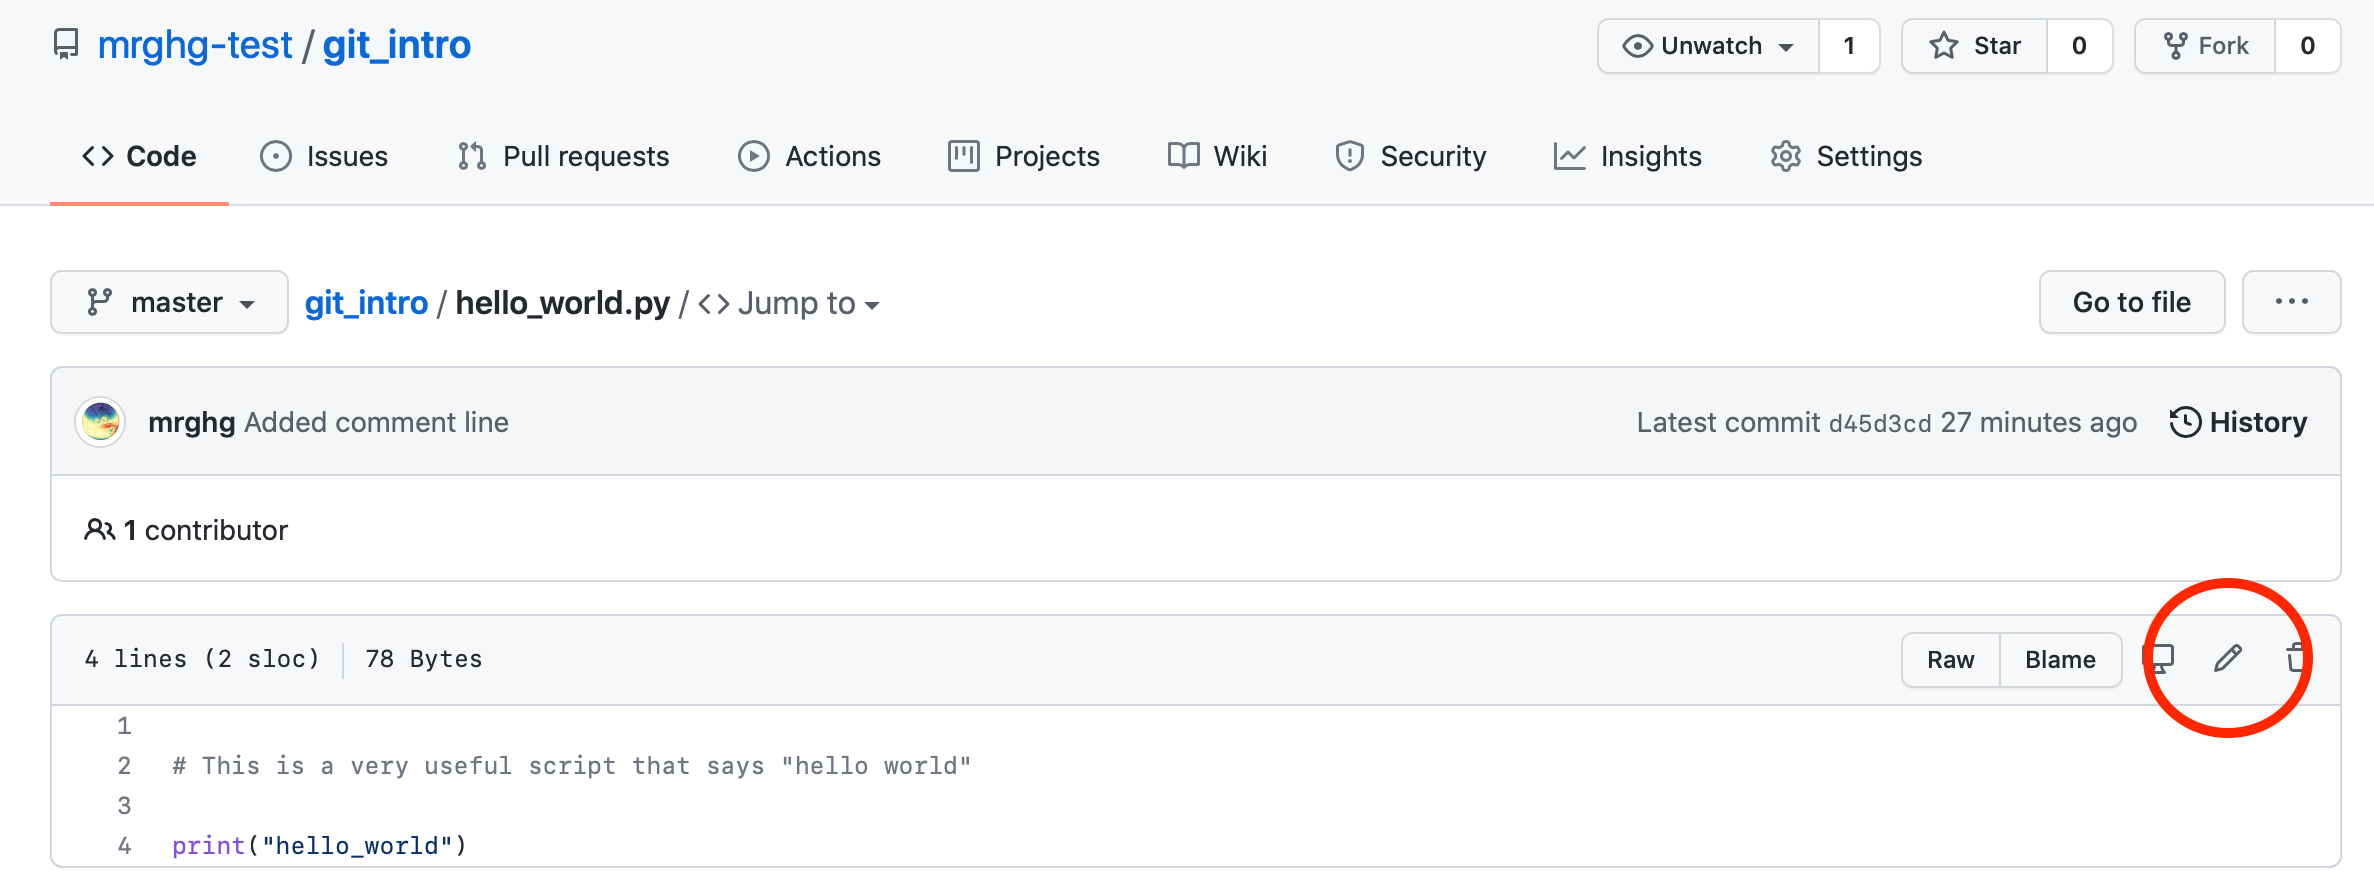 mrghg-test / git_intro
Unwatch 1 Star 0 Fork 0
Code Issues Pull requests Actions Projects Wiki Security Insights Settings
master git_intro / hello_world.py / <> Jump to Go to file ...
mrghg Added comment line Latest commit d45d3cd 27 minutes ago History
1 contributor
4 lines (2 sloc) 78 Bytes Raw Blame
1
2 # This is a very useful script that says "hello world"
3
4 print("hello_world")